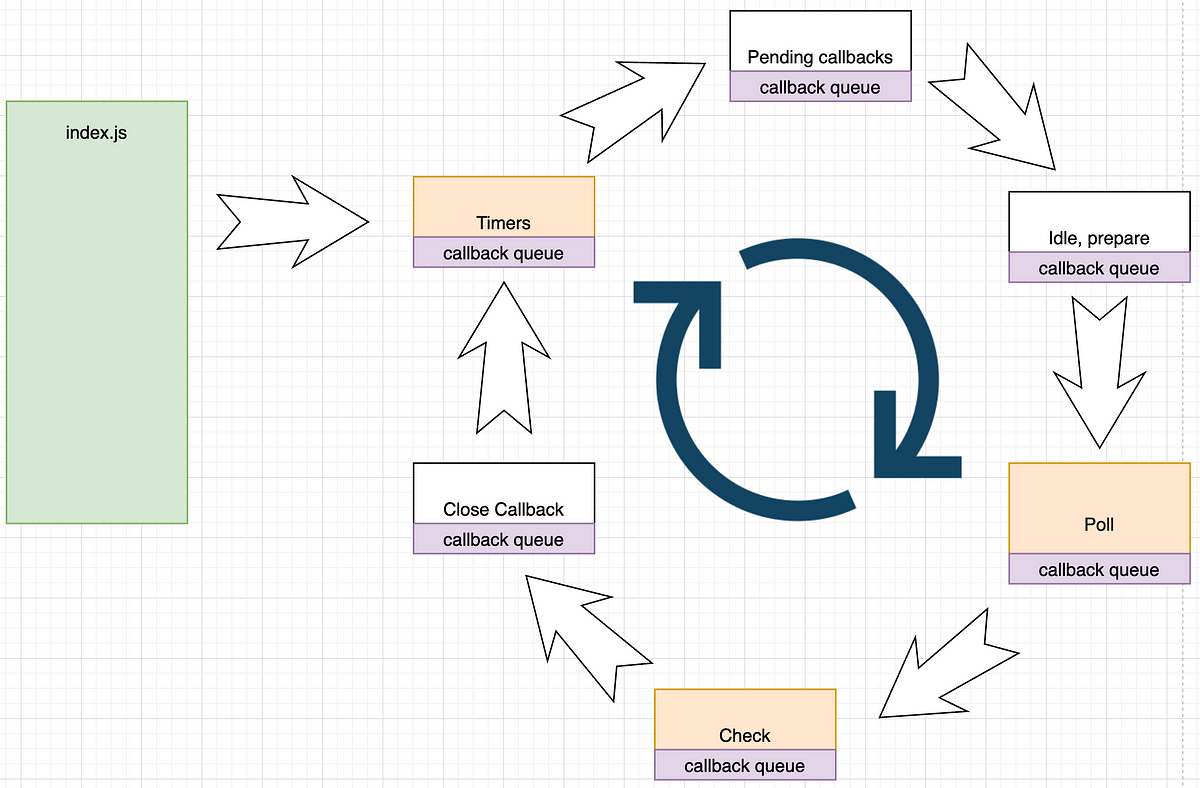 index.js
Pending callbacks
callback queue
Timers
callback queue
Idle, prepare
callback queue
Close Callback
callback queue
Poll
callback queue
Check
callback queue